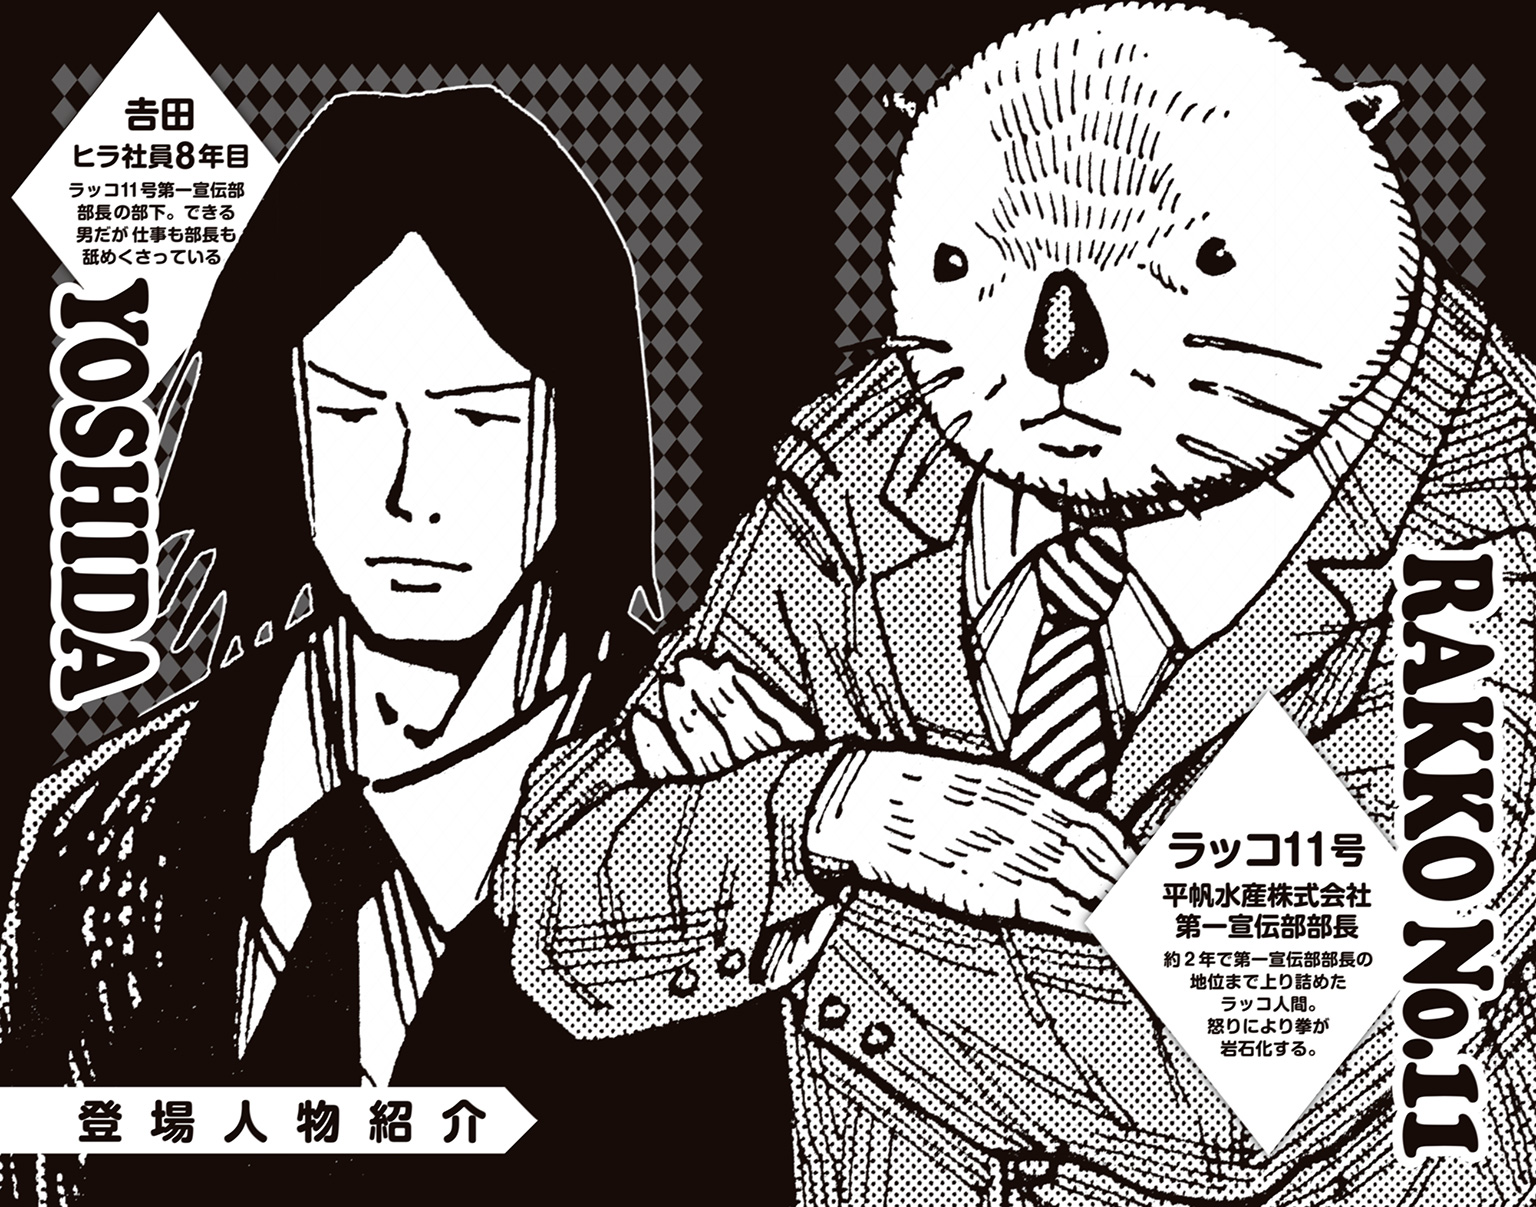 𠮷田
ヒラ社員8年目
ラッコ11号第一宣伝部
部長の部下。できる
男だが仕事も部長も
舐めくさっている
YOSHIDA
RAKKO No.11
ラッコ11号
平帆水産株式会社
第一宣伝部部長
約2年で第一宣伝部部長の
地位まで上り詰めた
ラッコ人間。
怒りにより拳が
岩石化する。
登場人物紹介